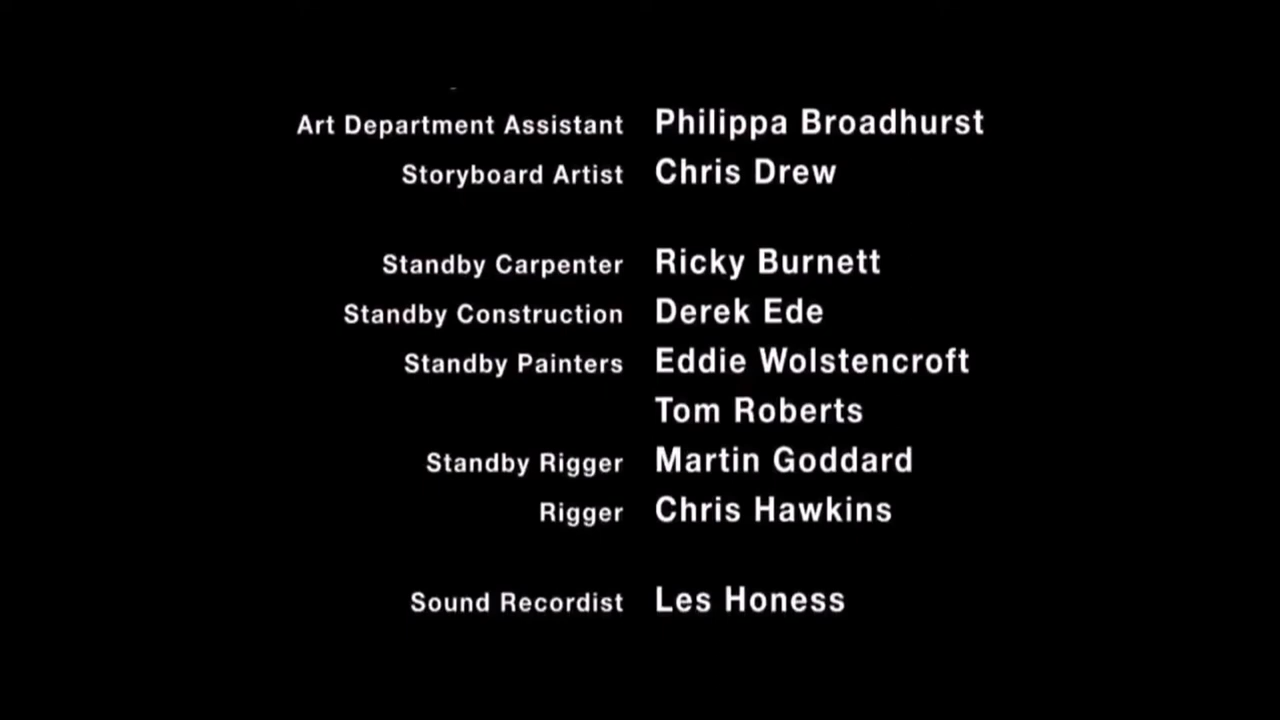 Art Department Assistant Philippa Broadhurst
Storyboard Artist Chris Drew
Standby Carpenter Ricky Burnett
Standby Construction Derek Ede
Standby Painters Eddie Wolstencroft
Tom Roberts
Standby Rigger Martin Goddard
Rigger Chris Hawkins
Sound Recordist Les Honess